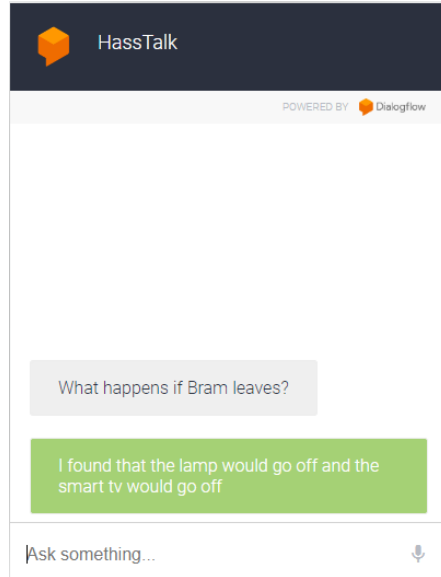 HassTalk
POWERED BY Dialogflow
What happens if Bram leaves?
I found that the lamp would go off and the
smart tv would go off
Ask something...